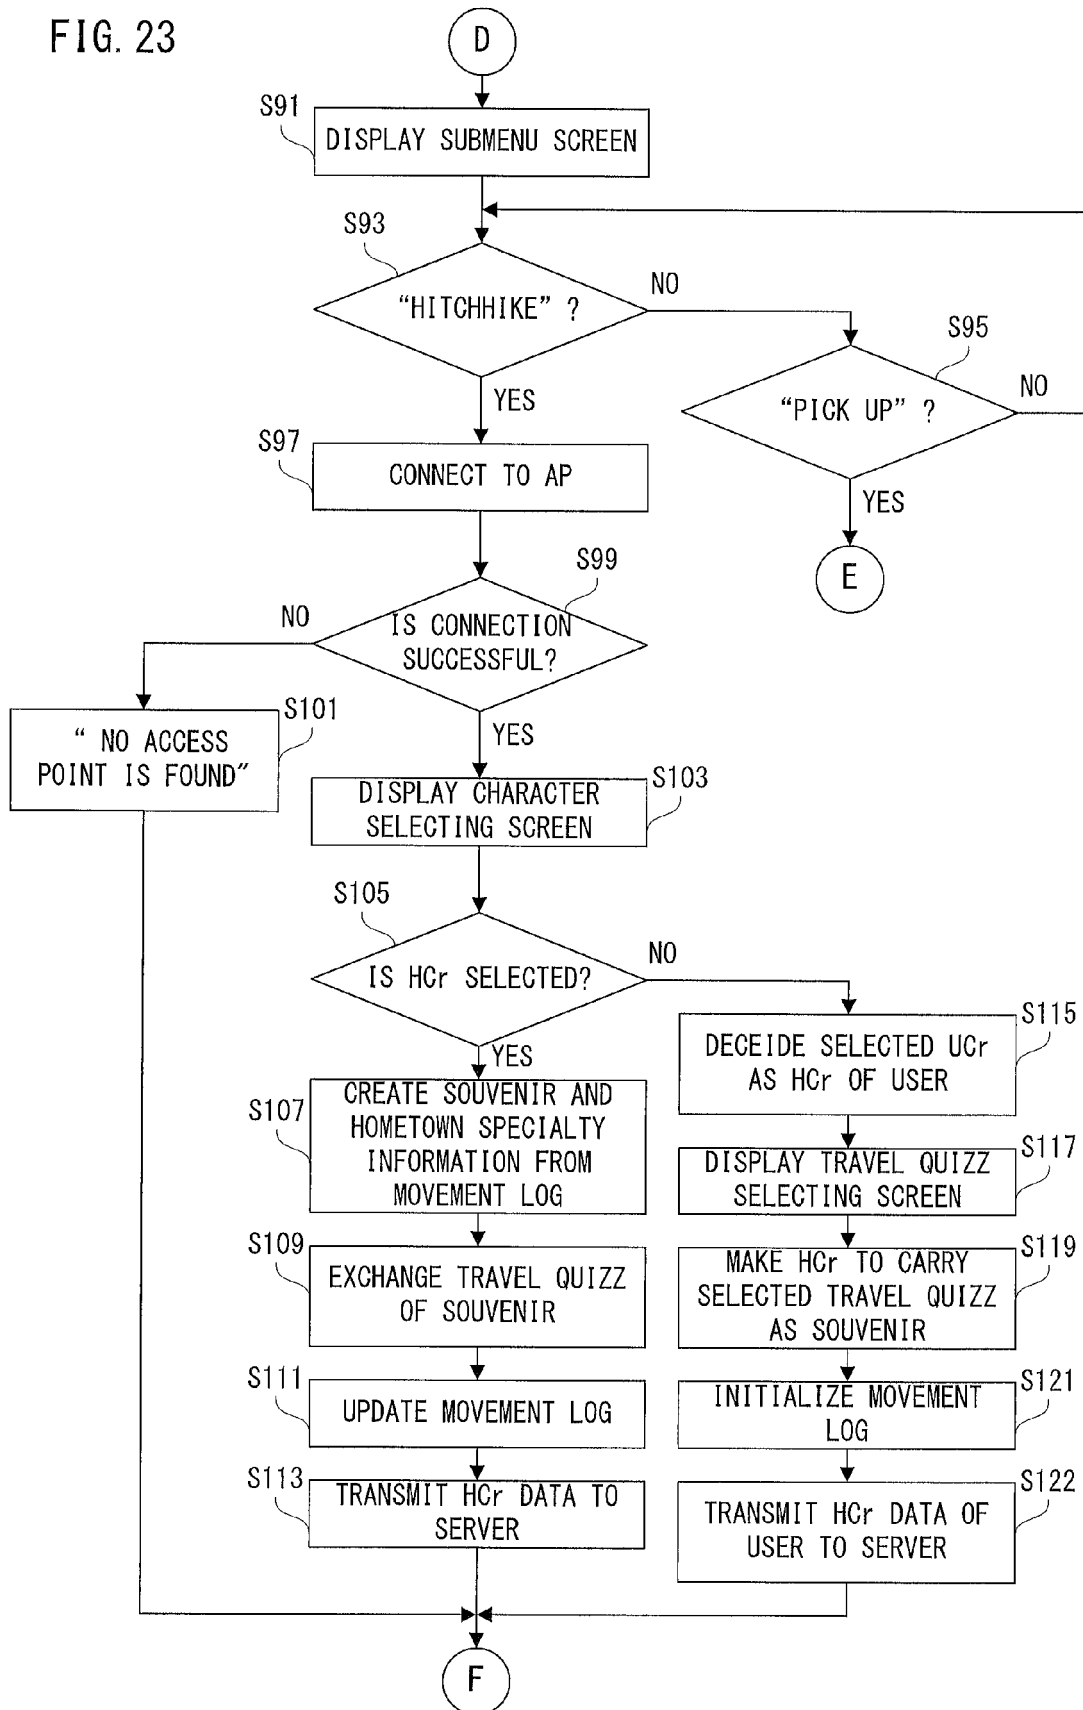 FIG. 23
D
S91
DISPLAY SUBMENU SCREEN
S93
"HITCHHIKE" ?
NO
YES
S95
"PICK UP" ?
NO
YES
E
S97
CONNECT TO AP
S99
IS CONNECTION
SUCCESSFUL?
NO
YES
S101
" NO ACCESS
POINT IS FOUND"
S103
DISPLAY CHARACTER
SELECTING SCREEN
S105
IS HCr SELECTED?
NO
YES
S107
CREATE SOUVENIR AND
HOMETOWN SPECIALTY
INFORMATION FROM
MOVEMENT LOG
S109
EXCHANGE TRAVEL QUIZZ
OF SOUVENIR
S111
UPDATE MOVEMENT LOG
S113
TRANSMIT HCr DATA TO
SERVER
S115
DECEIDE SELECTED UCr
AS HCr OF USER
S117
DISPLAY TRAVEL QUIZZ
SELECTING SCREEN
S119
MAKE HCr TO CARRY
SELECTED TRAVEL QUIZZ
AS SOUVENIR
S121
INITIALIZE MOVEMENT
LOG
S122
TRANSMIT HCr DATA OF
USER TO SERVER
F